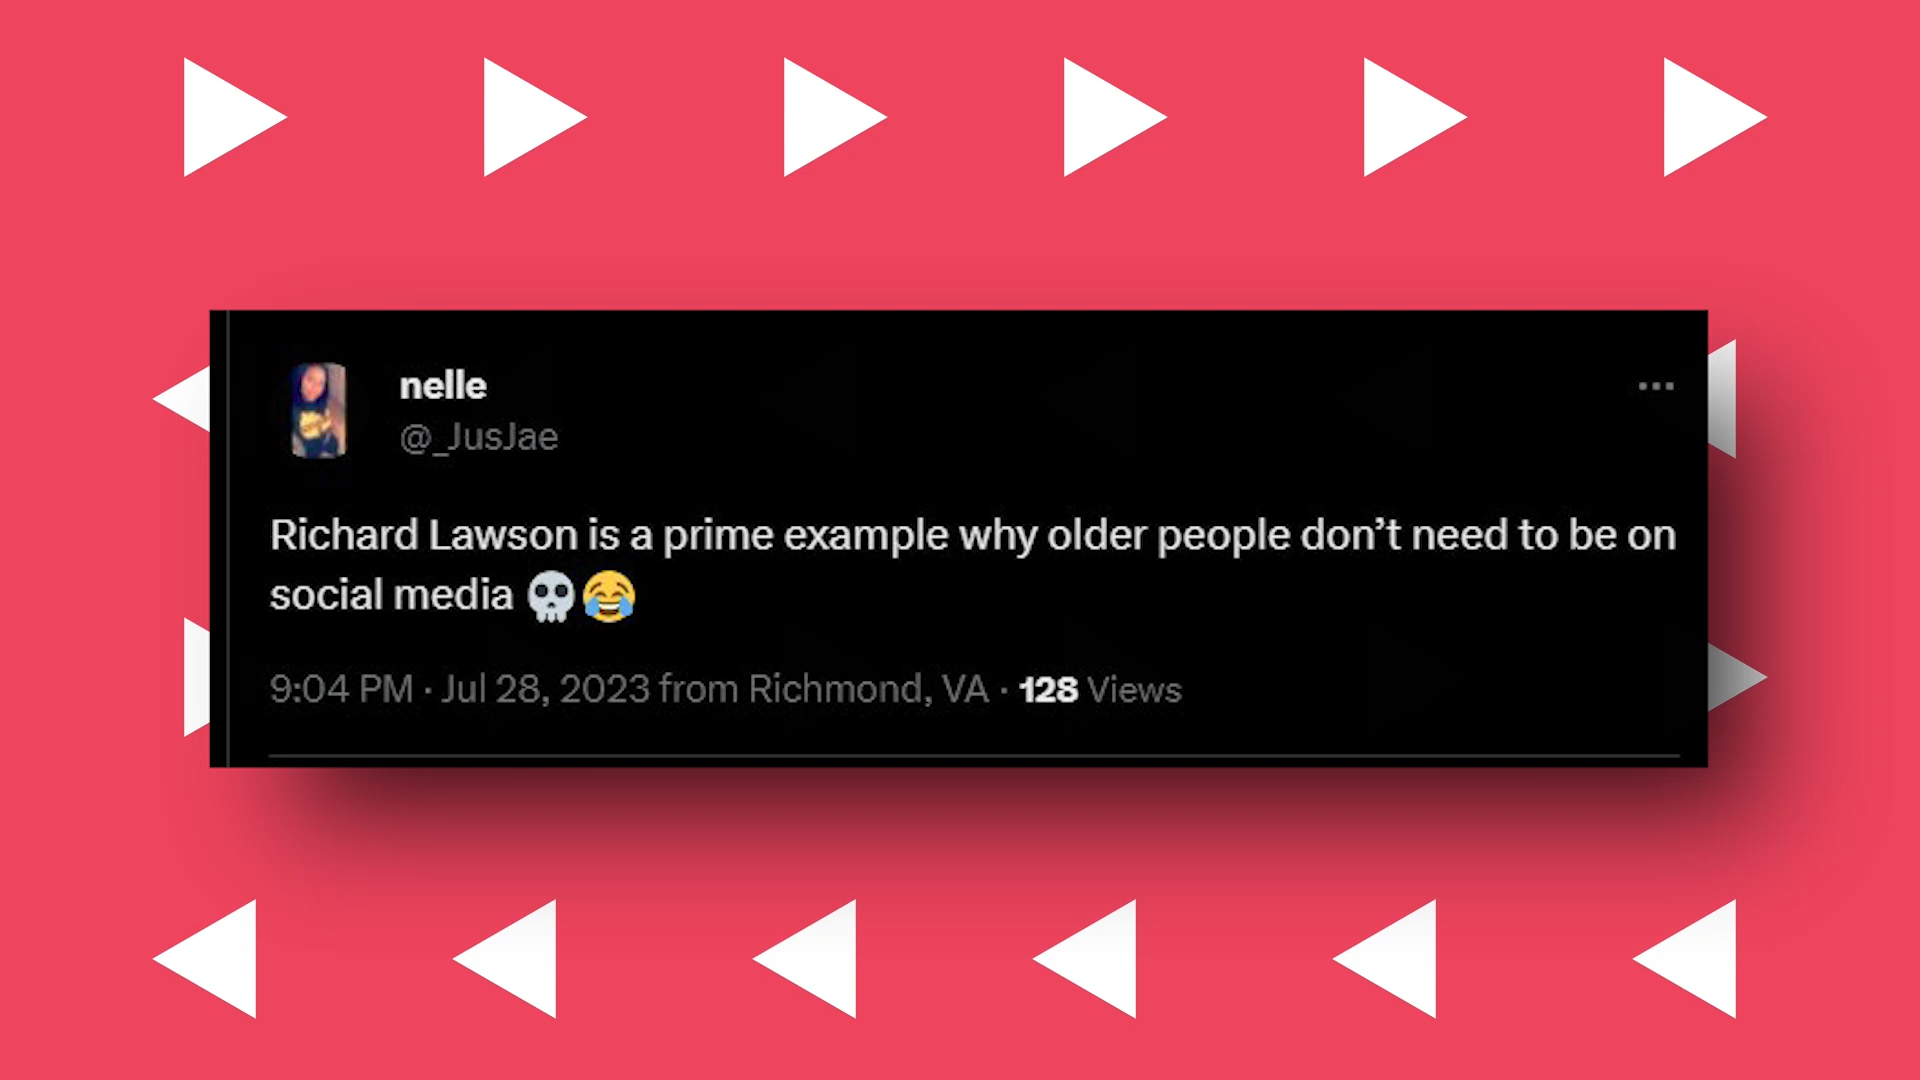 nelle
@_JusJae
Richard Lawson is a prime example why older people don’t need to be on
social media 💀😂
9:04 PM · Jul 28, 2023 from Richmond, VA · 128 Views